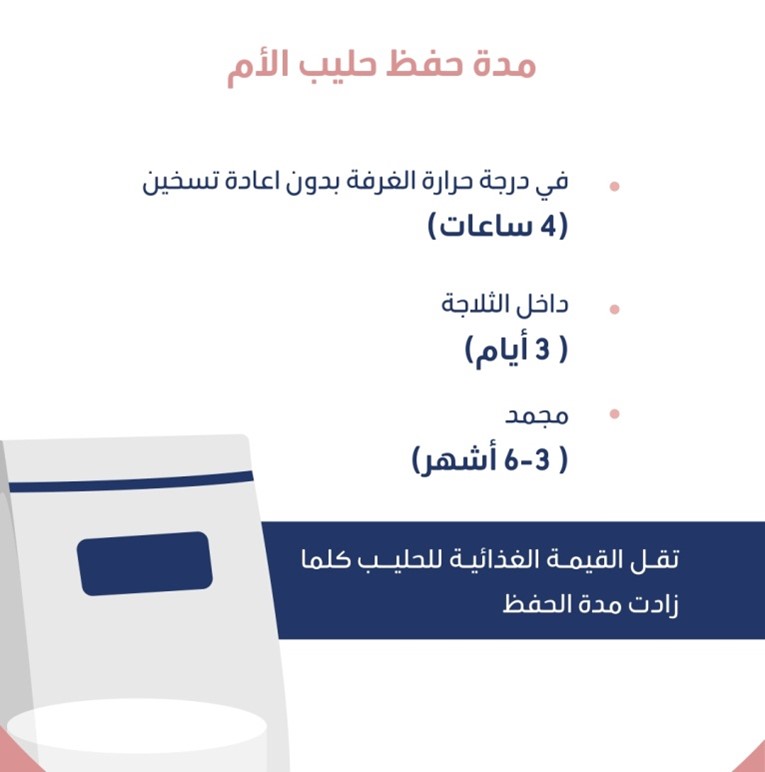 مدة حفظ حليب الأم
في درجة حرارة الغرفة بدون اعادة تسخين
(4 ساعات)
داخل الثلاجة
( 3 أيام)
مجمد
( 3-6 أشهر)
تقـل القيمـة الغذائيـة للحليــب كلما
زادت مدة الحفظ